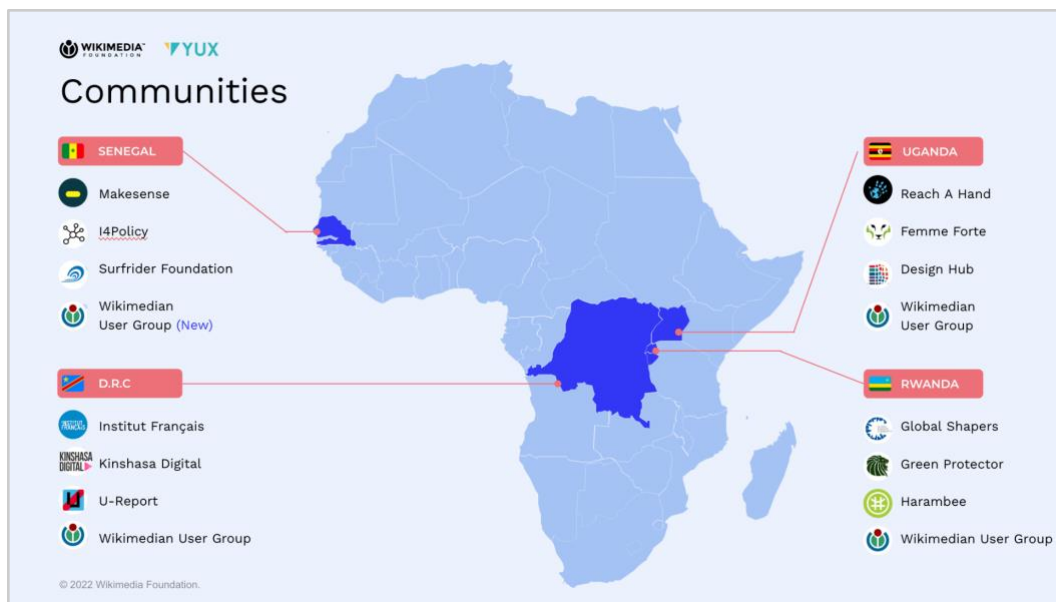 WIKIMEDIA
FOUNDATION
YUX
Communities
SENEGAL
Makesense
I4Policy
Surfrider Foundation
Wikimedian
User Group (New)
D.R.C
INSTITUT
FRANÇAIS
Institut Français
KINSHASA
DIGITAL
Kinshasa Digital
U-Report
Wikimedian User Group
UGANDA
Reach A Hand
Femme Forte
Design Hub
Wikimedian
User Group
RWANDA
Global Shapers
Green Protector
Harambee
Wikimedian User Group
© 2022 Wikimedia Foundation.